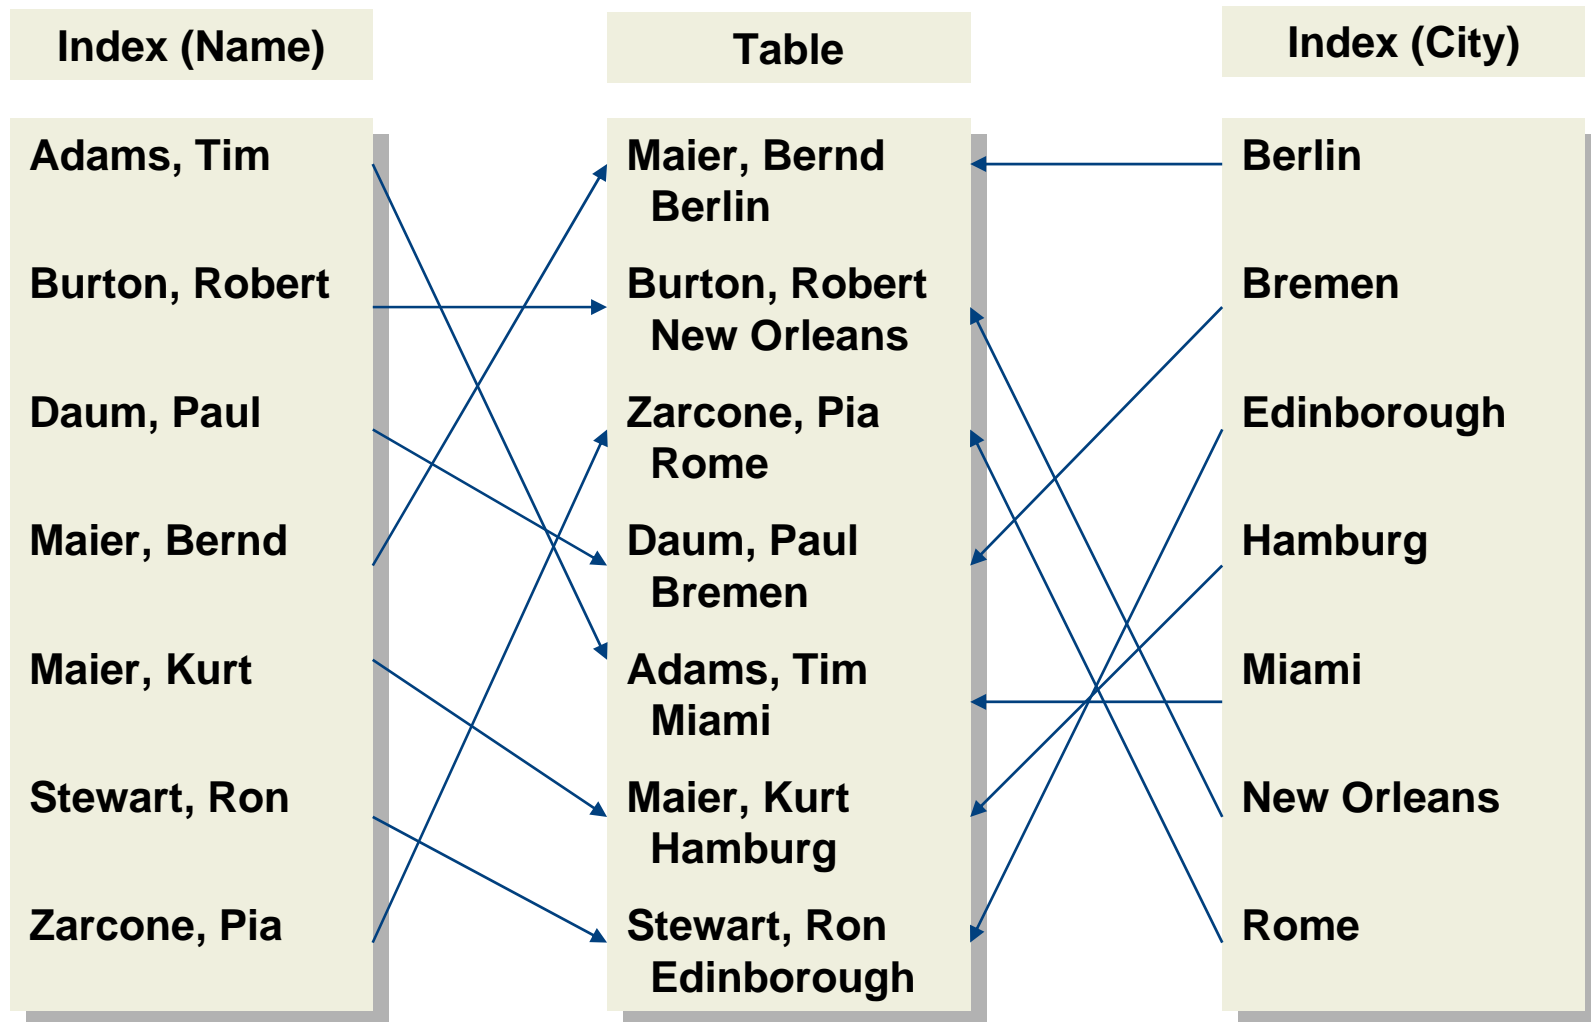 Index (Name)
Table
Index (City)
Adams, Tim
Burton, Robert
Daum, Paul
Maier, Bernd
Maier, Kurt
Stewart, Ron
Zarcone, Pia
Maier, Bernd
Berlin
Burton, Robert
New Orleans
Zarcone, Pia
Rome
Daum, Paul
Bremen
Adams, Tim
Miami
Maier, Kurt
Hamburg
Stewart, Ron
Edinborough
Berlin
Bremen
Edinborough
Hamburg
Miami
New Orleans
Rome